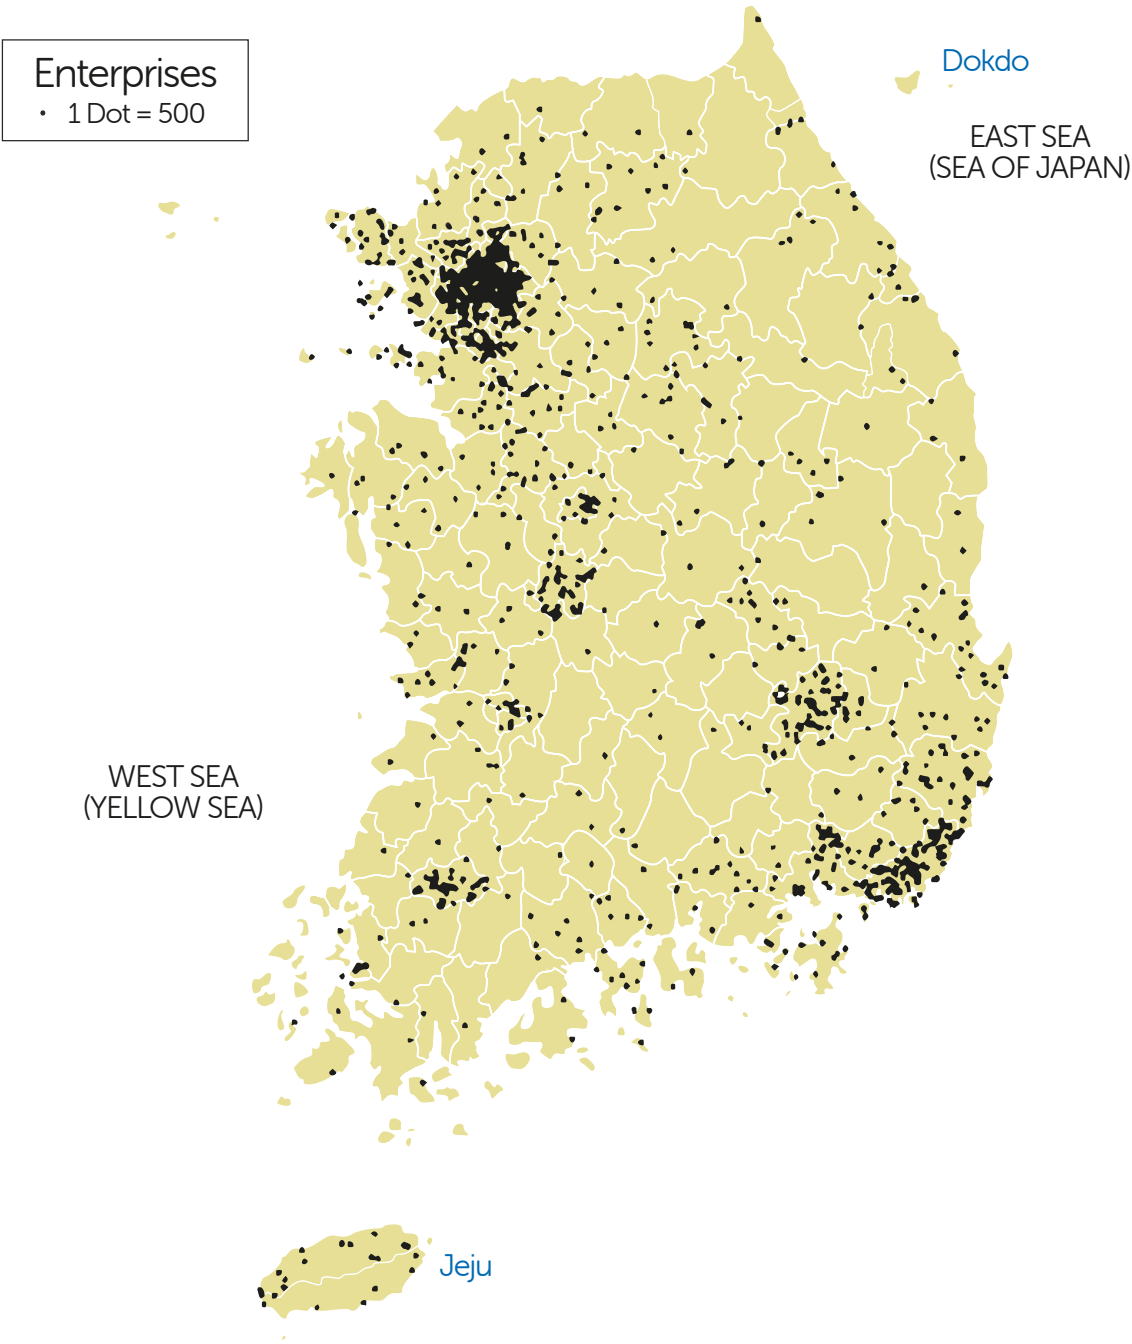 Enterprises
• 1 Dot = 500
Dokdo
EAST SEA
(SEA OF JAPAN)
WEST SEA
(YELLOW SEA)
Jeju